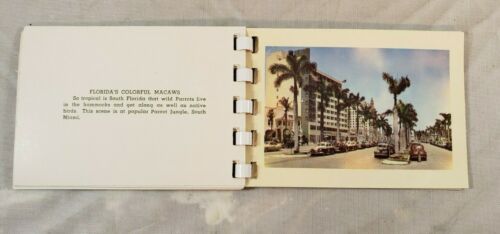 FLORIDA'S COLORFUL MACAWS
So tropical is South Florida that wild Parrots live
in the hammocks and get along as well as native
birds. This scene is at popular Parrot Jungle, South
Miami.